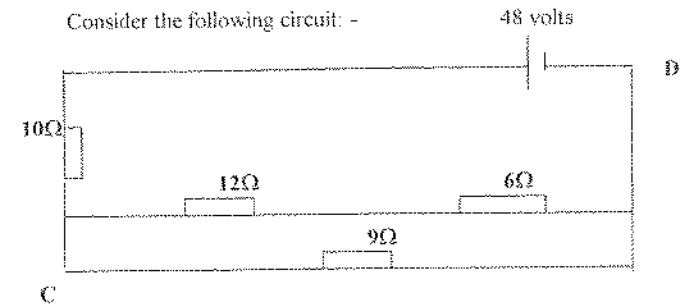 Consider the following circuit: -
48 volts
D
10Ω
12Ω
6Ω
9Ω
C